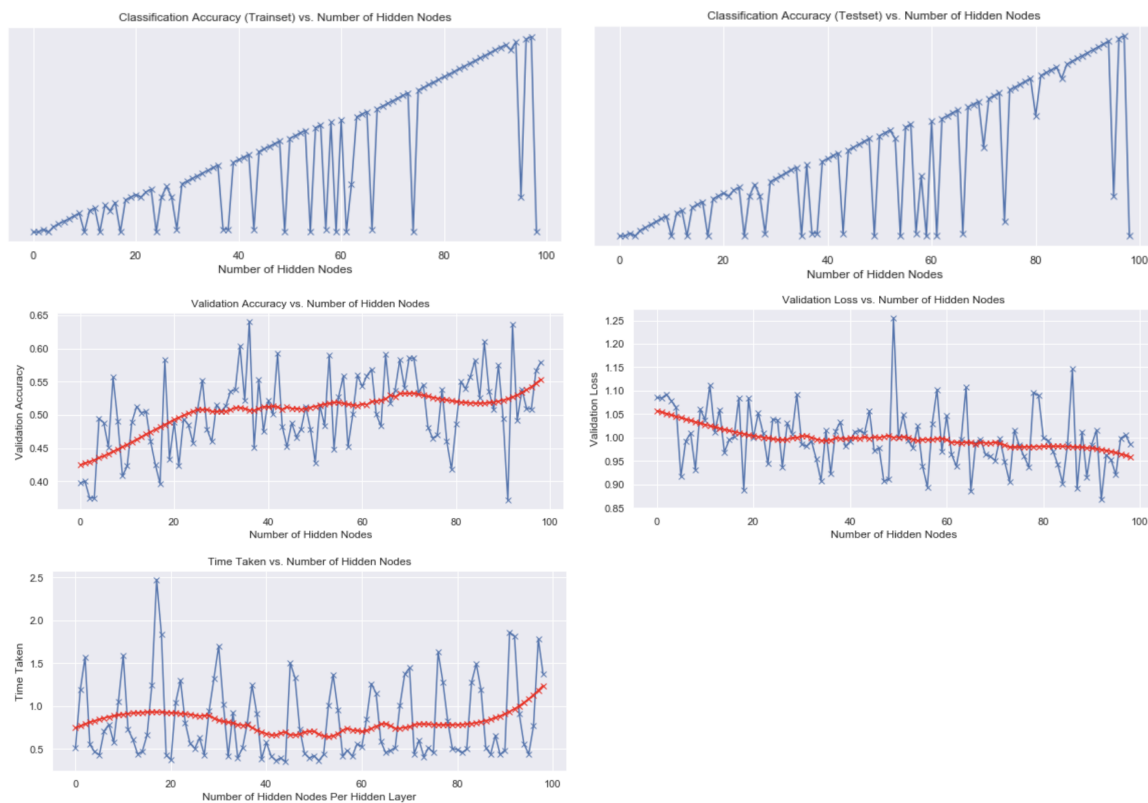 Classification Accuracy (Trainset) vs. Number of Hidden Nodes
0 20 40 60 80 100
Number of Hidden Nodes
Classification Accuracy (Testset) vs. Number of Hidden Nodes
0 20 40 60 80 100
Number of Hidden Nodes
Validation Accuracy vs. Number of Hidden Nodes
Validation Accuracy
0.65
0.60
0.55
0.50
0.45
0.40
0 20 40 60 80 100
Number of Hidden Nodes
Validation Loss vs. Number of Hidden Nodes
Validation Loss
1.25
1.20
1.15
1.10
1.05
1.00
0.95
0.90
0.85
0 20 40 60 80 100
Number of Hidden Nodes
Time Taken vs. Number of Hidden Nodes
Time Taken
2.5
2.0
1.5
1.0
0.5
0 20 40 60 80 100
Number of Hidden Nodes Per Hidden Layer